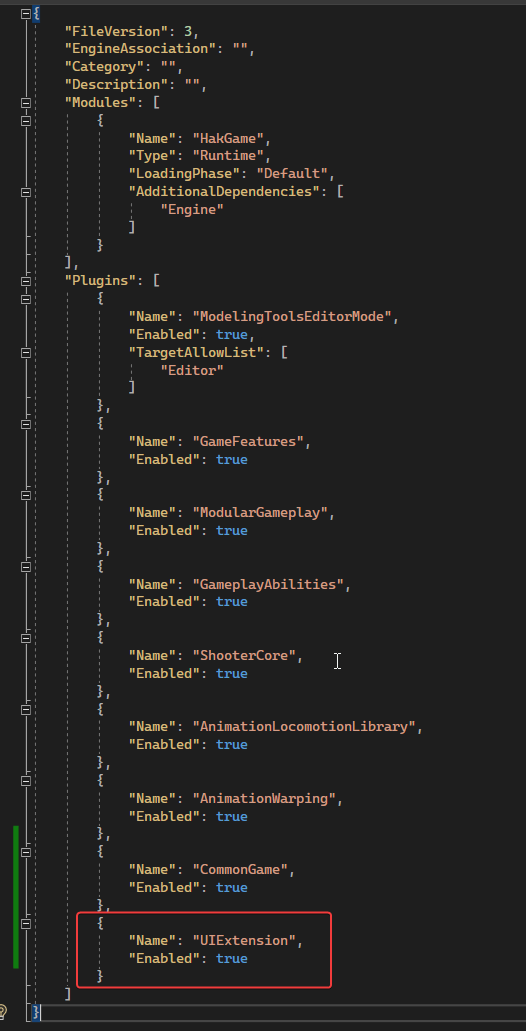 {
"FileVersion": 3,
"EngineAssociation": "",
"Category": "",
"Description": "",
"Modules": [
{
"Name": "HakGame",
"Type": "Runtime",
"LoadingPhase": "Default",
"AdditionalDependencies": [
"Engine"
]
}
],
"Plugins": [
{
"Name": "ModelingToolsEditorMode",
"Enabled": true,
"TargetAllowList": [
"Editor"
]
},
{
"Name": "GameFeatures",
"Enabled": true
},
{
"Name": "ModularGameplay",
"Enabled": true
},
{
"Name": "GameplayAbilities",
"Enabled": true
},
{
"Name": "ShooterCore",
"Enabled": true
},
{
"Name": "AnimationLocomotionLibrary",
"Enabled": true
},
{
"Name": "AnimationWarping",
"Enabled": true
},
{
"Name": "CommonGame",
"Enabled": true
},
{
"Name": "UIExtension",
"Enabled": true
}
]
}